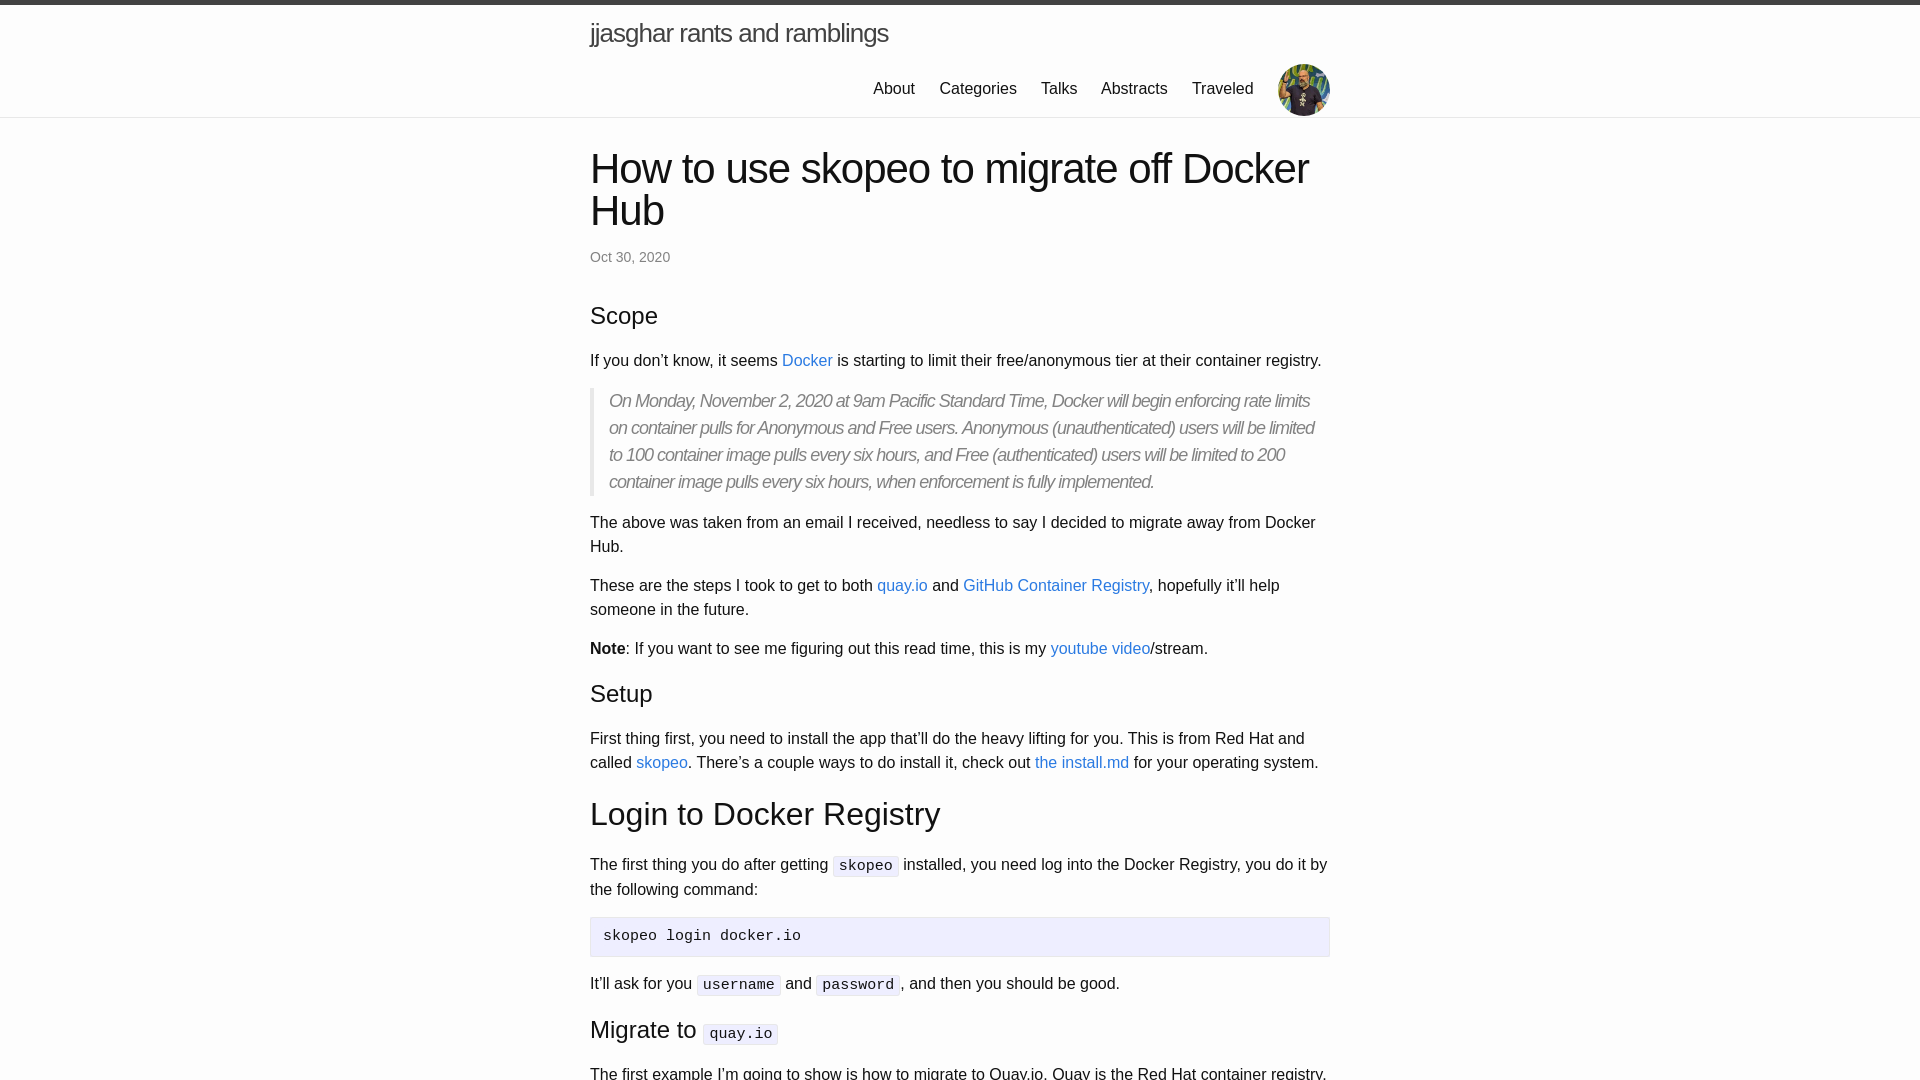 jjasghar rants and ramblings
About Categories Talks Abstracts Traveled
How to use skopeo to migrate off Docker
Hub
Oct 30, 2020
Scope
If you don’t know, it seems Docker is starting to limit their free/anonymous tier at their container registry.
On Monday, November 2, 2020 at 9am Pacific Standard Time, Docker will begin enforcing rate limits
on container pulls for Anonymous and Free users. Anonymous (unauthenticated) users will be limited
to 100 container image pulls every six hours, and Free (authenticated) users will be limited to 200
container image pulls every six hours, when enforcement is fully implemented.
The above was taken from an email I received, needless to say I decided to migrate away from Docker
Hub.
These are the steps I took to get to both quay.io and GitHub Container Registry, hopefully it’ll help
someone in the future.
Note: If you want to see me figuring out this read time, this is my youtube video/stream.
Setup
First thing first, you need to install the app that’ll do the heavy lifting for you. This is from Red Hat and
called skopeo. There’s a couple ways to do install it, check out the install.md for your operating system.
Login to Docker Registry
The first thing you do after getting skopeo installed, you need log into the Docker Registry, you do it by
the following command:
skopeo login docker.io
It’ll ask for you username and password, and then you should be good.
Migrate to quay.io
The first example I’m going to show is how to migrate to Quay.io. Quay is the Red Hat container registry,